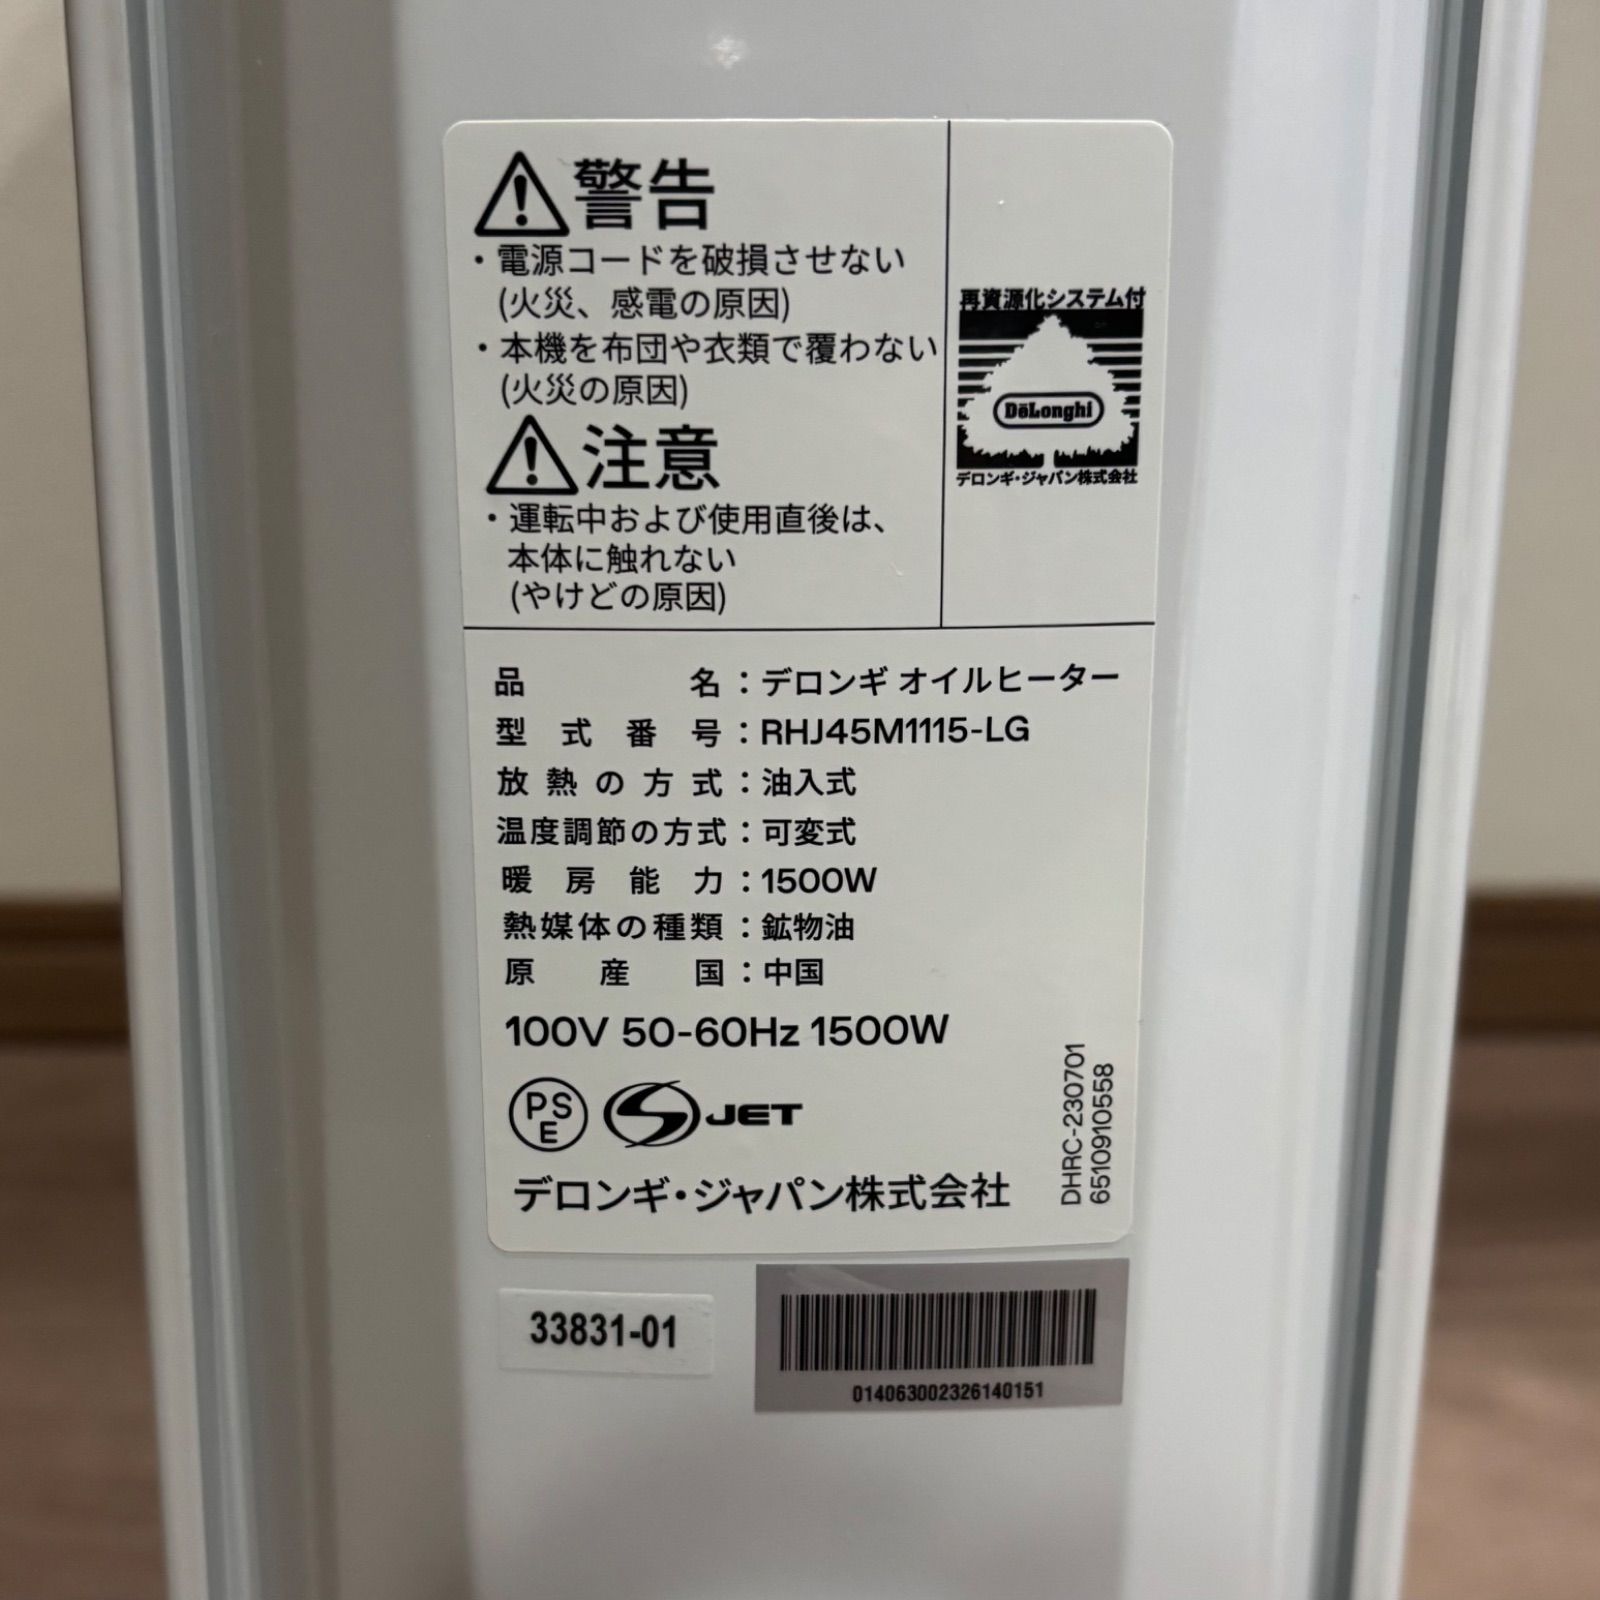 警告
・電源コードを破損させない
(火災、感電の原因)
・本機を布団や衣類で覆わない
(火災の原因)
注意
・運転中および使用直後は、
本体に触れない
(やけどの原因)
再資源化システム付
DeLonghi
デロンギ・ジャパン株式会社
品名：デロンギ オイルヒーター
型式番号：RHJ45M1115-LG
放熱の方式：油入式
温度調節の方式：可変式
暖房能力：1500W
熱媒体の種類：鉱物油
原産国：中国
100V 50-60Hz 1500W
PSE
JET
デロンギ・ジャパン株式会社
DHRC-230701
6510910558
33831-01
014063002326140151